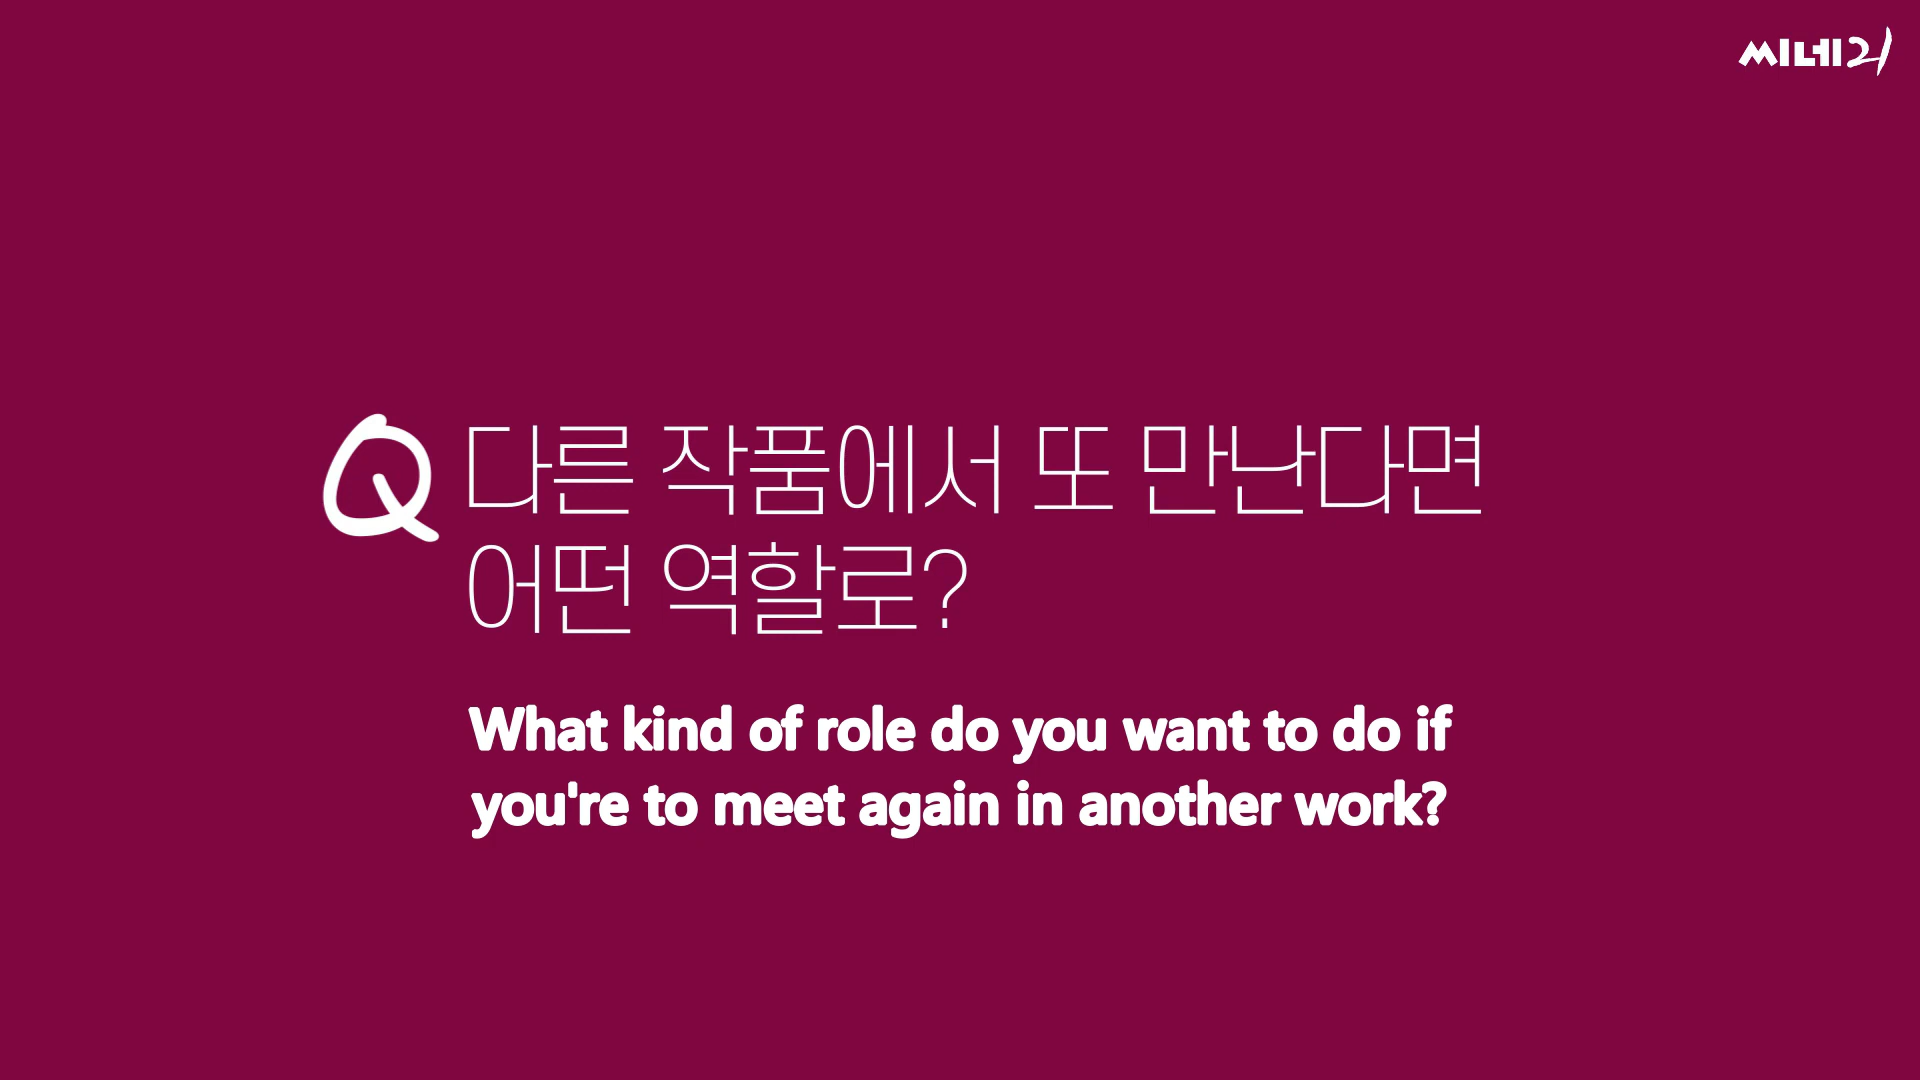 씨네21
Q 다른 작품에서 또 만난다면
어떤 역할로?
What kind of role do you want to do if
you're to meet again in another work?